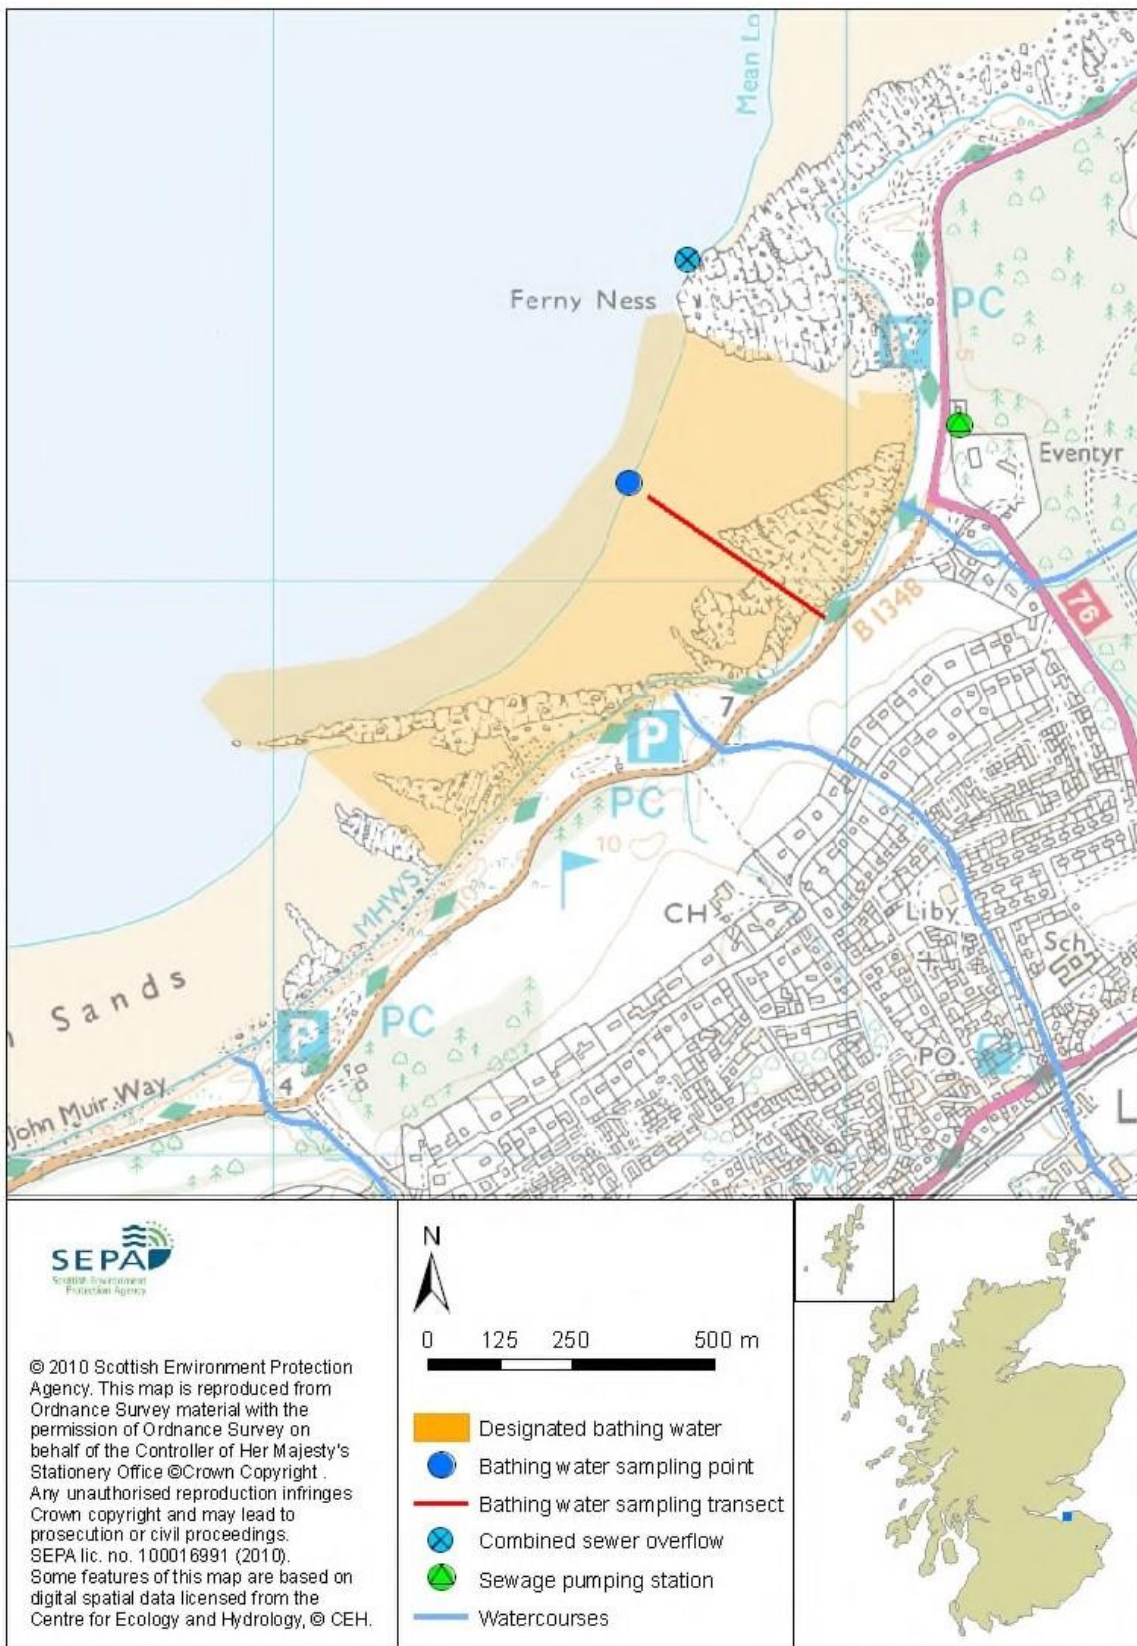 Mean Lo
Ferny Ness
PC
P
5
Eventyr
B 1348
76
7
P
PC
10
MHWS
CH
Liby
Sch
Sands
P
PC
PO
John Muir Way
4
L
W
SEPA
Scottish Environment
Protection Agency
N
0 125 250 500 m
© 2010 Scottish Environment Protection
Agency. This map is reproduced from
Ordnance Survey material with the
permission of Ordnance Survey on
behalf of the Controller of Her Majesty's
Stationery Office ©Crown Copyright .
Any unauthorised reproduction infringes
Crown copyright and may lead to
prosecution or civil proceedings.
SEPA lic. no. 100016991 (2010).
Some features of this map are based on
digital spatial data licensed from the
Centre for Ecology and Hydrology, © CEH.
Designated bathing water
Bathing water sampling point
Bathing water sampling transect
Combined sewer overflow
Sewage pumping station
Watercourses